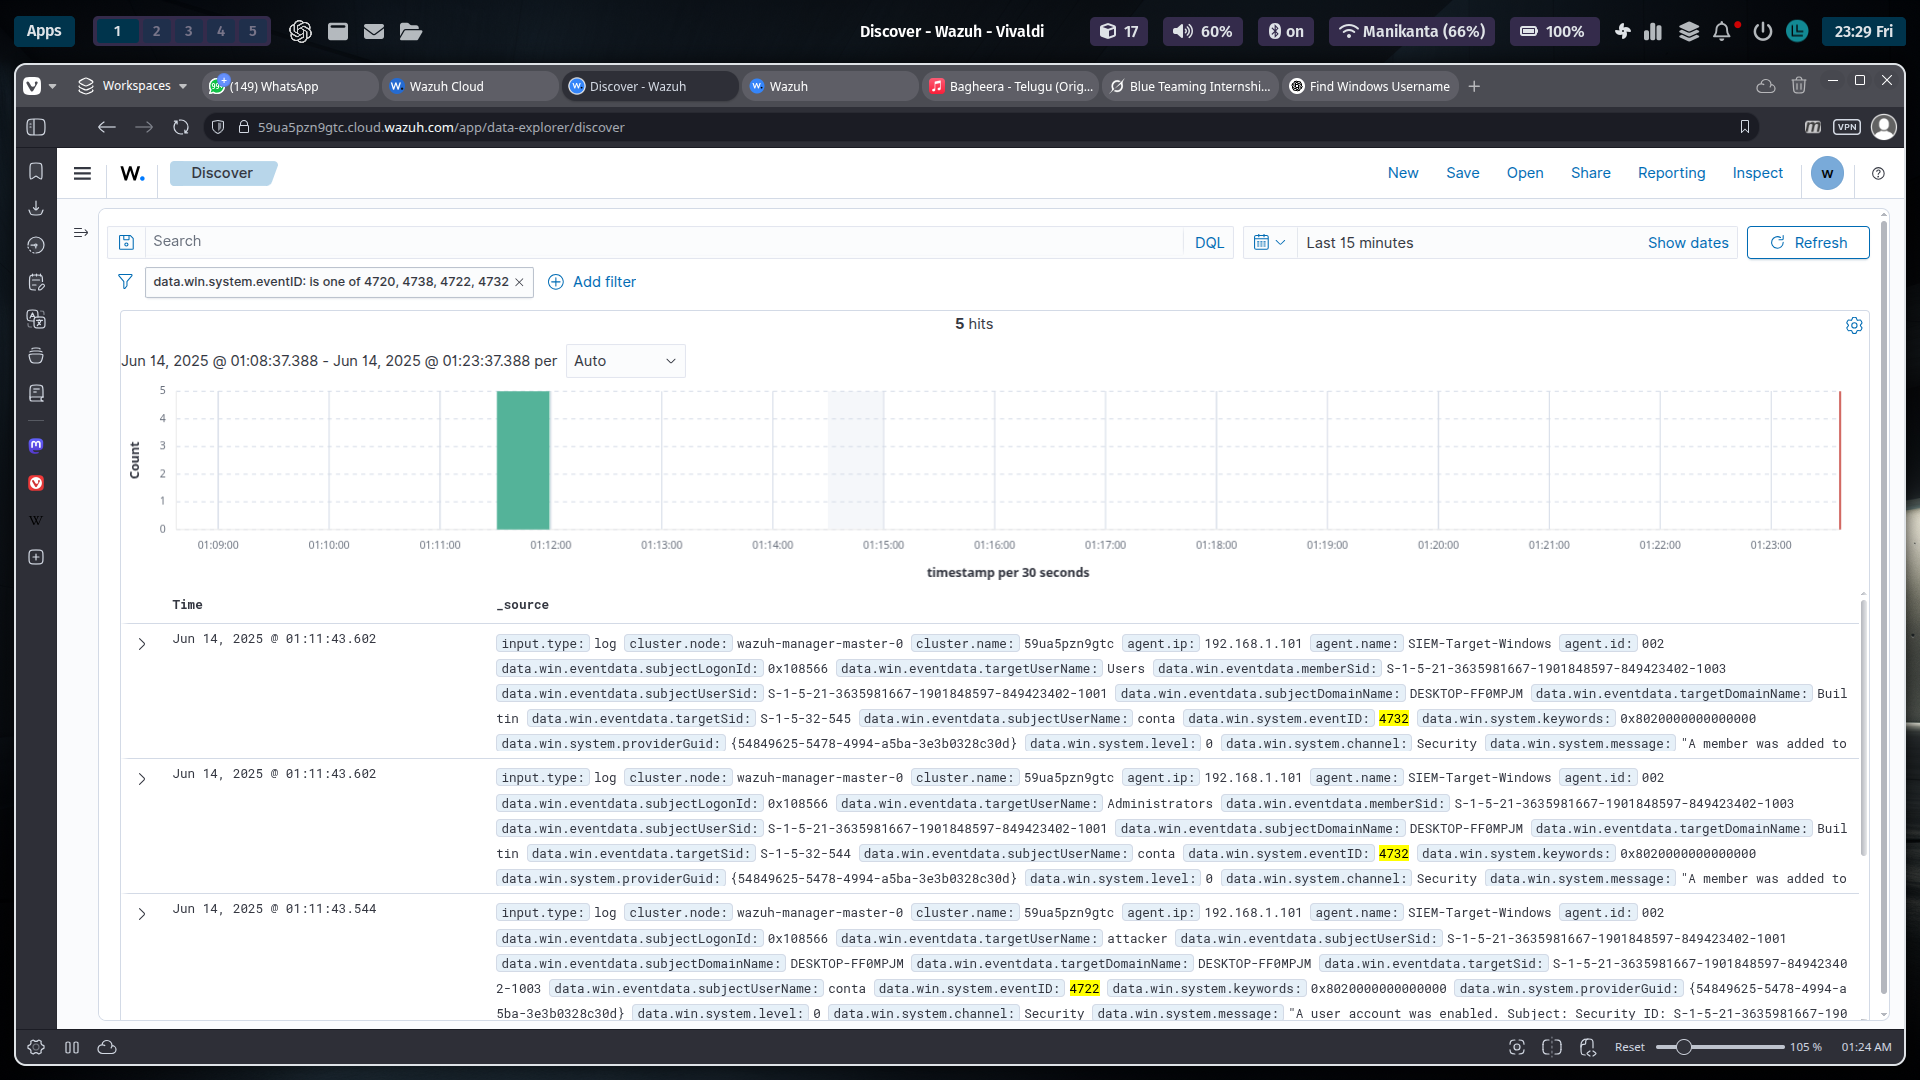 Apps 1 2 3 4 5 Discover - Wazuh - Vivaldi 17 60% on Manikanta (66%) 100% 23:29 Fri
Workspaces (149) WhatsApp Wazuh Cloud Discover - Wazuh Wazuh Bagheera - Telugu (Orig... Blue Teaming Internshi... Find Windows Username
59ua5pzn9gtc.cloud.wazuh.com/app/data-explorer/discover VPN
W. Discover New Save Open Share Reporting Inspect w
Search DQL Last 15 minutes Show dates Refresh
data.win.system.eventID: is one of 4720, 4738, 4722, 4732 × Add filter
5 hits
Jun 14, 2025 @ 01:08:37.388 - Jun 14, 2025 @ 01:23:37.388 per Auto
Count
5
4
3
2
1
0
01:09:00 01:10:00 01:11:00 01:12:00 01:13:00 01:14:00 01:15:00 01:16:00 01:17:00 01:18:00 01:19:00 01:20:00 01:21:00 01:22:00 01:23:00
timestamp per 30 seconds
Time _source
Jun 14, 2025 @ 01:11:43.602 input.type: log cluster.node: wazuh-manager-master-0 cluster.name: 59ua5pzn9gtc agent.ip: 192.168.1.101 agent.name: SIEM-Target-Windows agent.id: 002
data.win.eventdata.subjectLogonId: 0x108566 data.win.eventdata.targetUserName: Users data.win.eventdata.memberSid: S-1-5-21-3635981667-1901848597-849423402-1003
data.win.eventdata.subjectUserSid: S-1-5-21-3635981667-1901848597-849423402-1001 data.win.eventdata.subjectDomainName: DESKTOP-FF0MPJM data.win.eventdata.targetDomainName: Buil
tin data.win.eventdata.targetSid: S-1-5-32-545 data.win.eventdata.subjectUserName: conta data.win.system.eventID: 4732 data.win.system.keywords: 0x8020000000000000
data.win.system.providerGuid: {54849625-5478-4994-a5ba-3e3b0328c30d} data.win.system.level: 0 data.win.system.channel: Security data.win.system.message: "A member was added to
Jun 14, 2025 @ 01:11:43.602 input.type: log cluster.node: wazuh-manager-master-0 cluster.name: 59ua5pzn9gtc agent.ip: 192.168.1.101 agent.name: SIEM-Target-Windows agent.id: 002
data.win.eventdata.subjectLogonId: 0x108566 data.win.eventdata.targetUserName: Administrators data.win.eventdata.memberSid: S-1-5-21-3635981667-1901848597-849423402-1003
data.win.eventdata.subjectUserSid: S-1-5-21-3635981667-1901848597-849423402-1001 data.win.eventdata.subjectDomainName: DESKTOP-FF0MPJM data.win.eventdata.targetDomainName: Buil
tin data.win.eventdata.targetSid: S-1-5-32-544 data.win.eventdata.subjectUserName: conta data.win.system.eventID: 4732 data.win.system.keywords: 0x8020000000000000
data.win.system.providerGuid: {54849625-5478-4994-a5ba-3e3b0328c30d} data.win.system.level: 0 data.win.system.channel: Security data.win.system.message: "A member was added to
Jun 14, 2025 @ 01:11:43.544 input.type: log cluster.node: wazuh-manager-master-0 cluster.name: 59ua5pzn9gtc agent.ip: 192.168.1.101 agent.name: SIEM-Target-Windows agent.id: 002
data.win.eventdata.subjectLogonId: 0x108566 data.win.eventdata.targetUserName: attacker data.win.eventdata.subjectUserSid: S-1-5-21-3635981667-1901848597-849423402-1001
data.win.eventdata.subjectDomainName: DESKTOP-FF0MPJM data.win.eventdata.targetDomainName: DESKTOP-FF0MPJM data.win.eventdata.targetSid: S-1-5-21-3635981667-1901848597-84942340
2-1003 data.win.eventdata.subjectUserName: conta data.win.system.eventID: 4722 data.win.system.keywords: 0x8020000000000000 data.win.system.providerGuid: {54849625-5478-4994-a
5ba-3e3b0328c30d} data.win.system.level: 0 data.win.system.channel: Security data.win.system.message: "A user account was enabled. Subject: Security ID: S-1-5-21-3635981667-190
Reset 105 % 01:24 AM